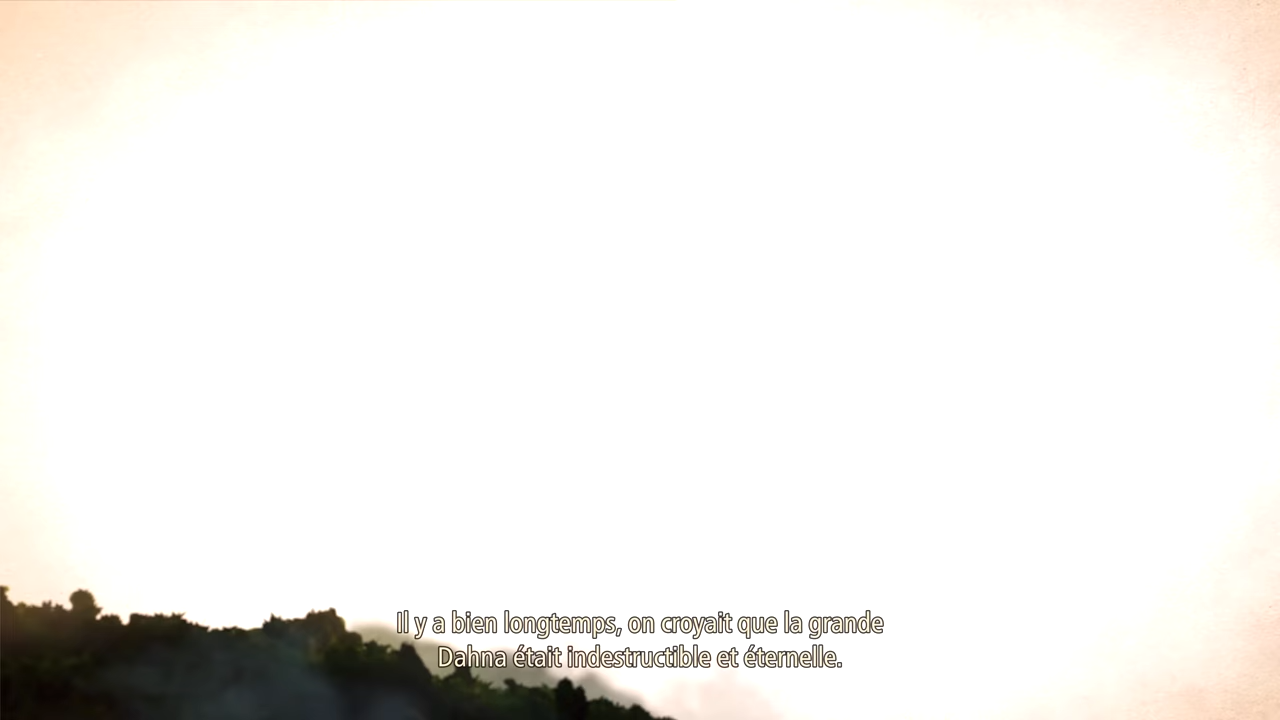 Il y a bien longtemps, on croyait que la grande
Dahna était indestructible et éternelle.